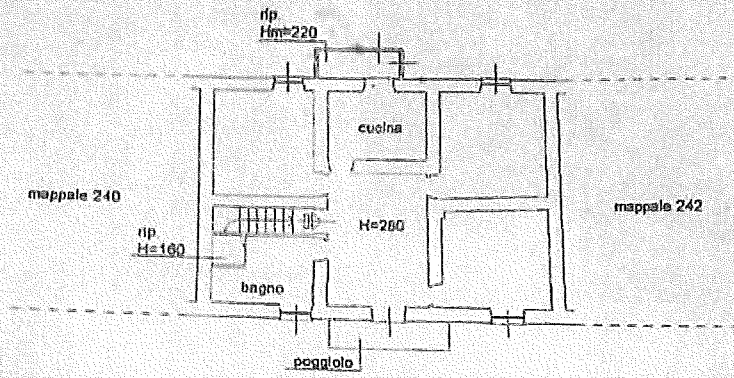 rip
Hm=220
cucina
mappale 240
mappale 242
rip
H=160
H=280
bagno
poggiolo